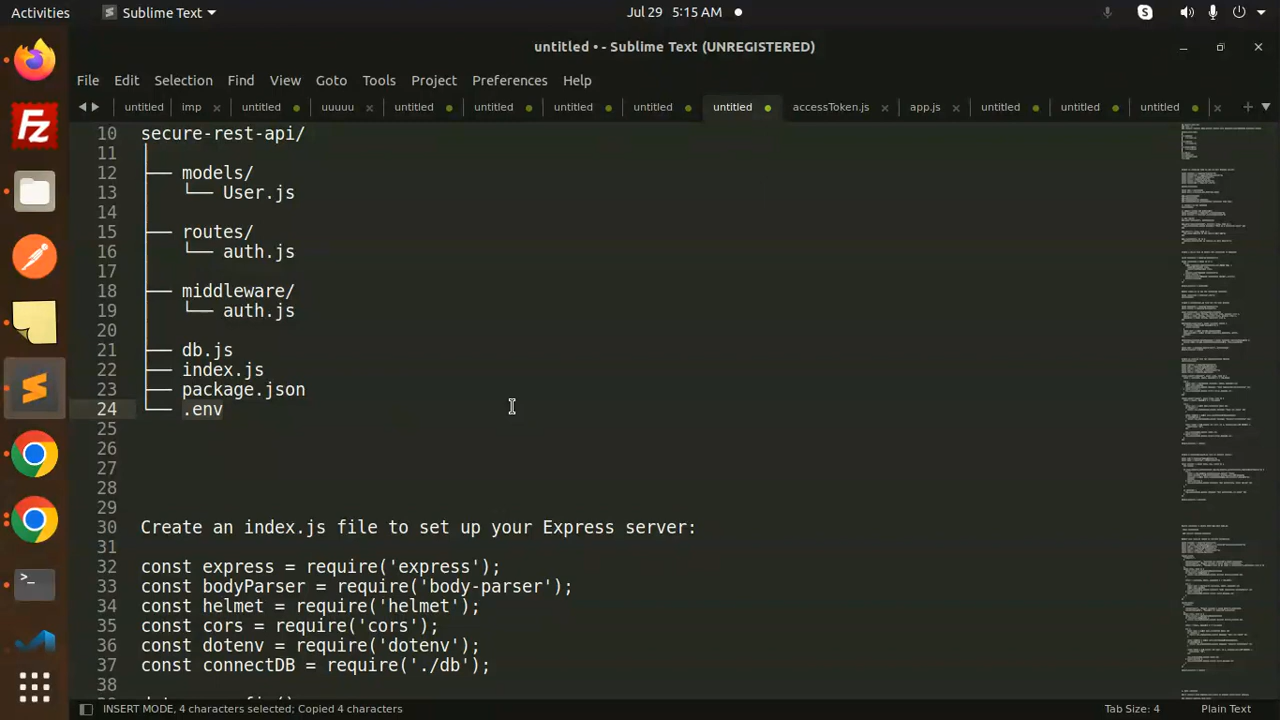 Activities Sublime Text Jul 29 5:15 AM
untitled • - Sublime Text (UNREGISTERED)
File Edit Selection Find View Goto Tools Project Preferences Help
untitled imp untitled uuuuu untitled untitled untitled untitled untitled accessToken.js app.js untitled untitled untitled
10 secure-rest-api/
11 │
12 ├── models/
13 │   └── User.js
14 │
15 ├── routes/
16 │   └── auth.js
17 │
18 ├── middleware/
19 │   └── auth.js
20 │
21 ├── db.js
22 ├── index.js
23 ├── package.json
24 └── .env
25
26
27
28
29
30 Create an index.js file to set up your Express server:
31
32 const express = require('express');
33 const bodyParser = require('body-parser');
34 const helmet = require('helmet');
35 const cors = require('cors');
36 const dotenv = require('dotenv');
37 const connectDB = require('./db');
38
INSERT MODE, 4 characters selected; Copied 4 characters Tab Size: 4 Plain Text